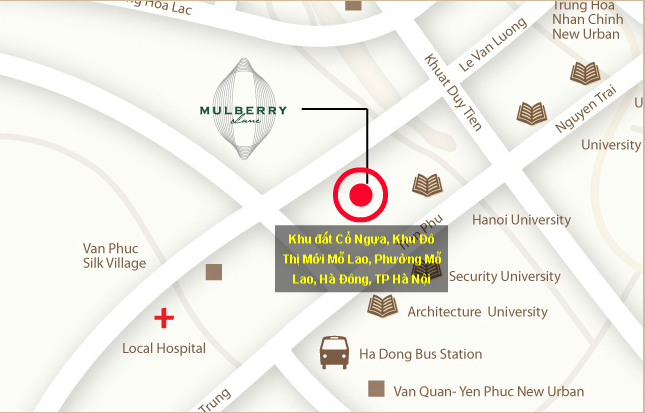 Hoa Lac
Trung Hoa
Nhan Chinh
New Urban
Le Van Luong
Khuat Duy Tien
Nguyen Trai
MULBERRY
Lane
University
Hanoi University
Phu
Khu đất Cổ Ngựa, Khu Đô
Thị Mới Mỗ Lao, Phường Mỗ
Lao, Hà Đông, TP Hà Nội
Van Phuc
Silk Village
Security University
Architecture University
Local Hospital
Ha Dong Bus Station
Van Quan- Yen Phuc New Urban
Trung